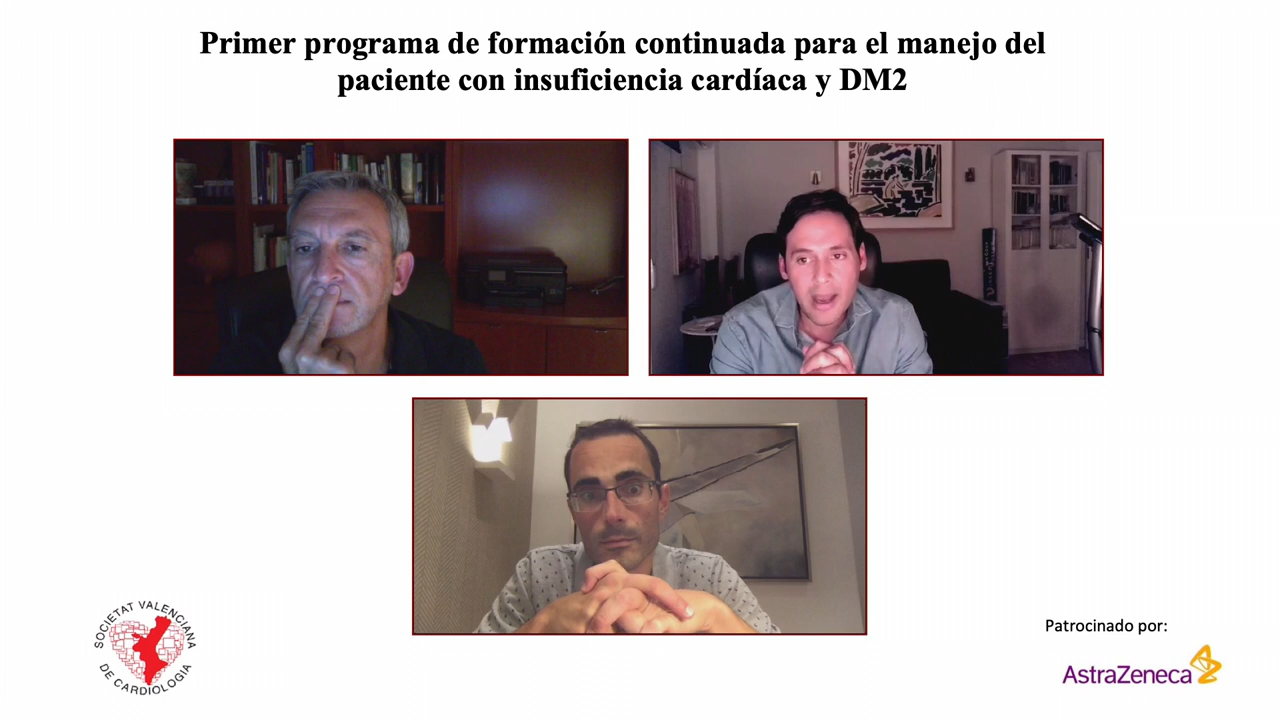 Primer programa de formación continuada para el manejo del
paciente con insuficiencia cardíaca y DM2
SOCIETAT VALENCIANA
DE CARDIOLOGIA
Patrocinado por:
AstraZeneca